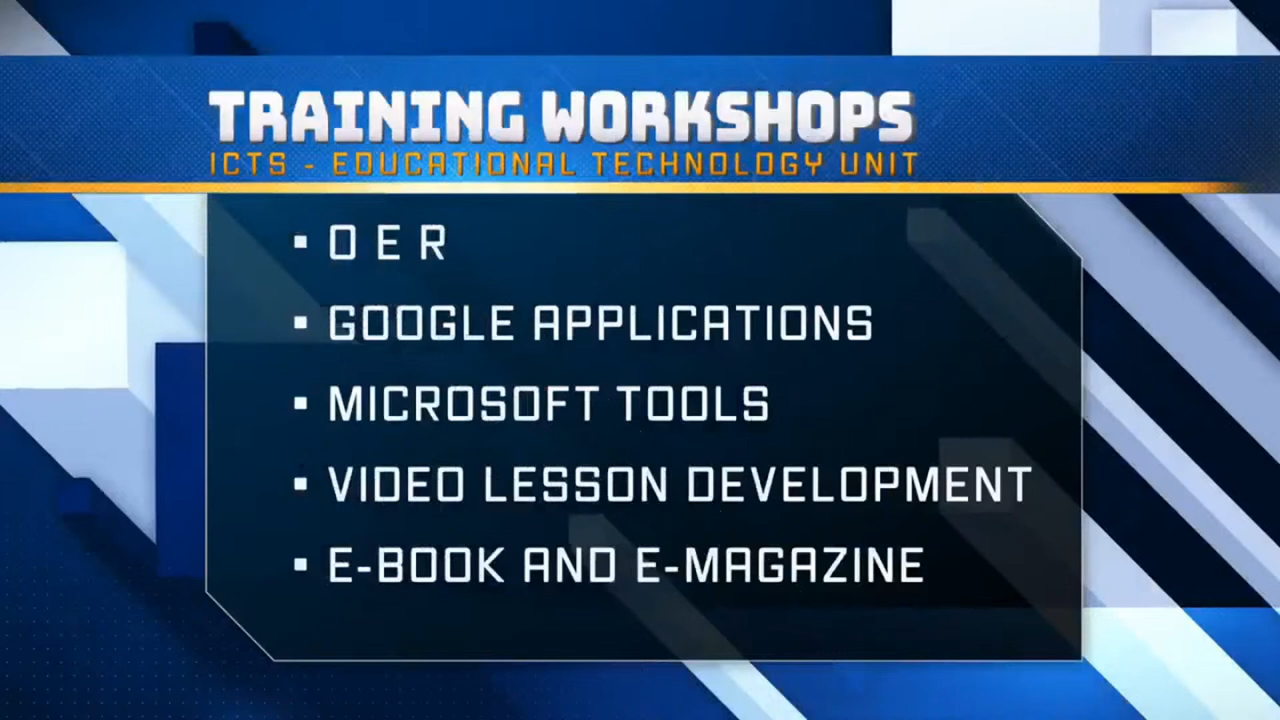 TRAINING WORKSHOPS
ICTS - EDUCATIONAL TECHNOLOGY UNIT
▪ O E R
▪ GOOGLE APPLICATIONS
▪ MICROSOFT TOOLS
▪ VIDEO LESSON DEVELOPMENT
▪ E-BOOK AND E-MAGAZINE